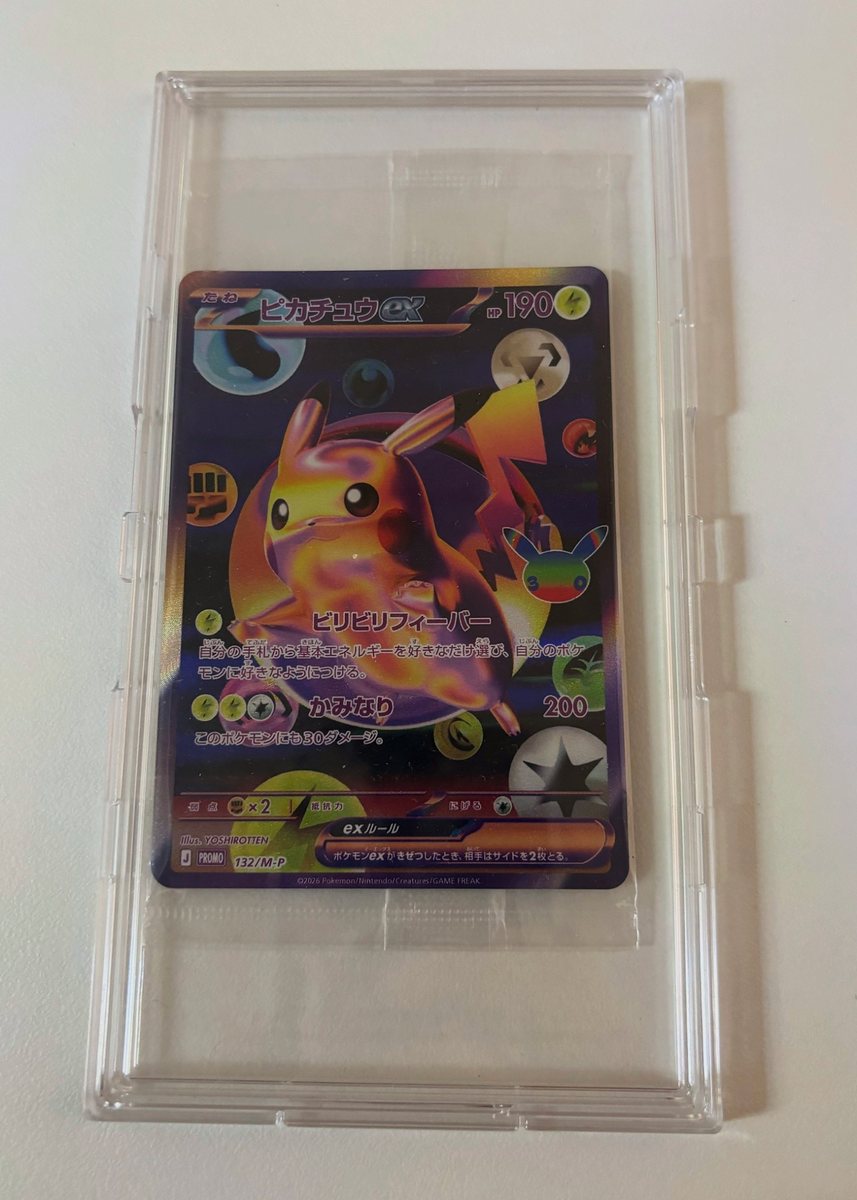 たね ピカチュウex HP 190
30
ビリビリフィーバー
自分の手札から基本エネルギーを好きなだけ選び、自分のポケ
モンに好きなようにつける。
かみなり 200
このポケモンにも30ダメージ。
弱点 ×2 抵抗力 にげる
exルール
ポケモンexがきぜつしたとき、相手はサイドを2枚とる。
Illus. YOSHIROTTEN
J PROMO 132/M-P
©2026 Pokémon/Nintendo/Creatures/GAME FREAK